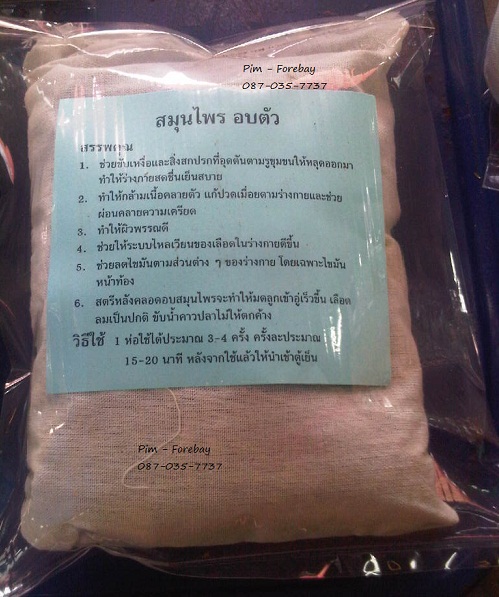 Pim - Forebay
087-035-7737
สมุนไพร อบตัว
สรรพคุณ
1. ช่วยขับเหงื่อและสิ่งสกปรกที่อุดตันตามรูขุมขนให้หลุดออกมา
ทำให้ร่างกายสดชื่นเย็นสบาย
2. ทำให้กล้ามเนื้อคลายตัว แก้ปวดเมื่อยตามร่างกายและช่วย
ผ่อนคลายความเครียด
3. ทำให้ผิวพรรณดี
4. ช่วยให้ระบบไหลเวียนของเลือดในร่างกายดีขึ้น
5. ช่วยลดไขมันตามส่วนต่าง ๆ ของร่างกาย โดยเฉพาะไขมัน
หน้าท้อง
6. สตรีหลังคลอดอบสมุนไพรจะทำให้มดลูกเข้าอู่เร็วขึ้น เลือด
ลมเป็นปกติ ขับน้ำคาวปลาไม่ให้ตกค้าง
วิธีใช้ 1 ห่อใช้ได้ประมาณ 3-4 ครั้ง ครั้งละประมาณ
15-20 นาที หลังจากใช้แล้วให้นำเข้าตู้เย็น
Pim - Forebay
087-035-7737